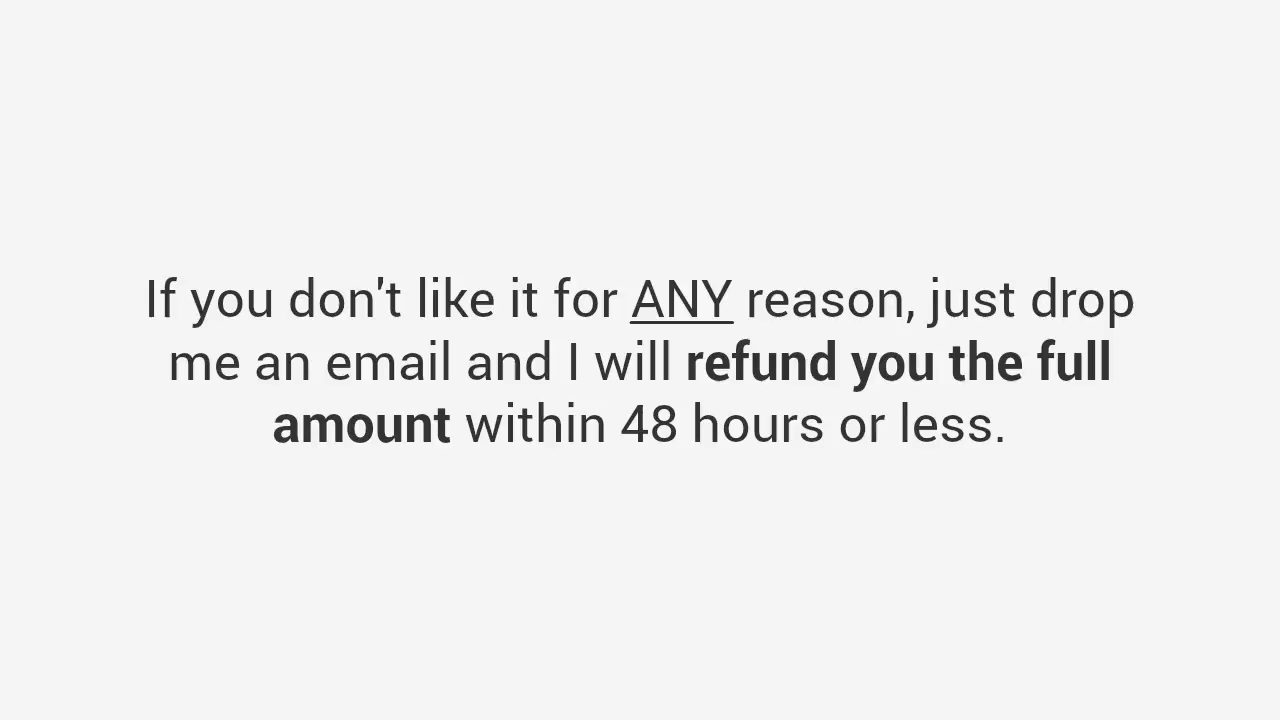 If you don't like it for ANY reason, just drop
me an email and I will refund you the full
amount within 48 hours or less.